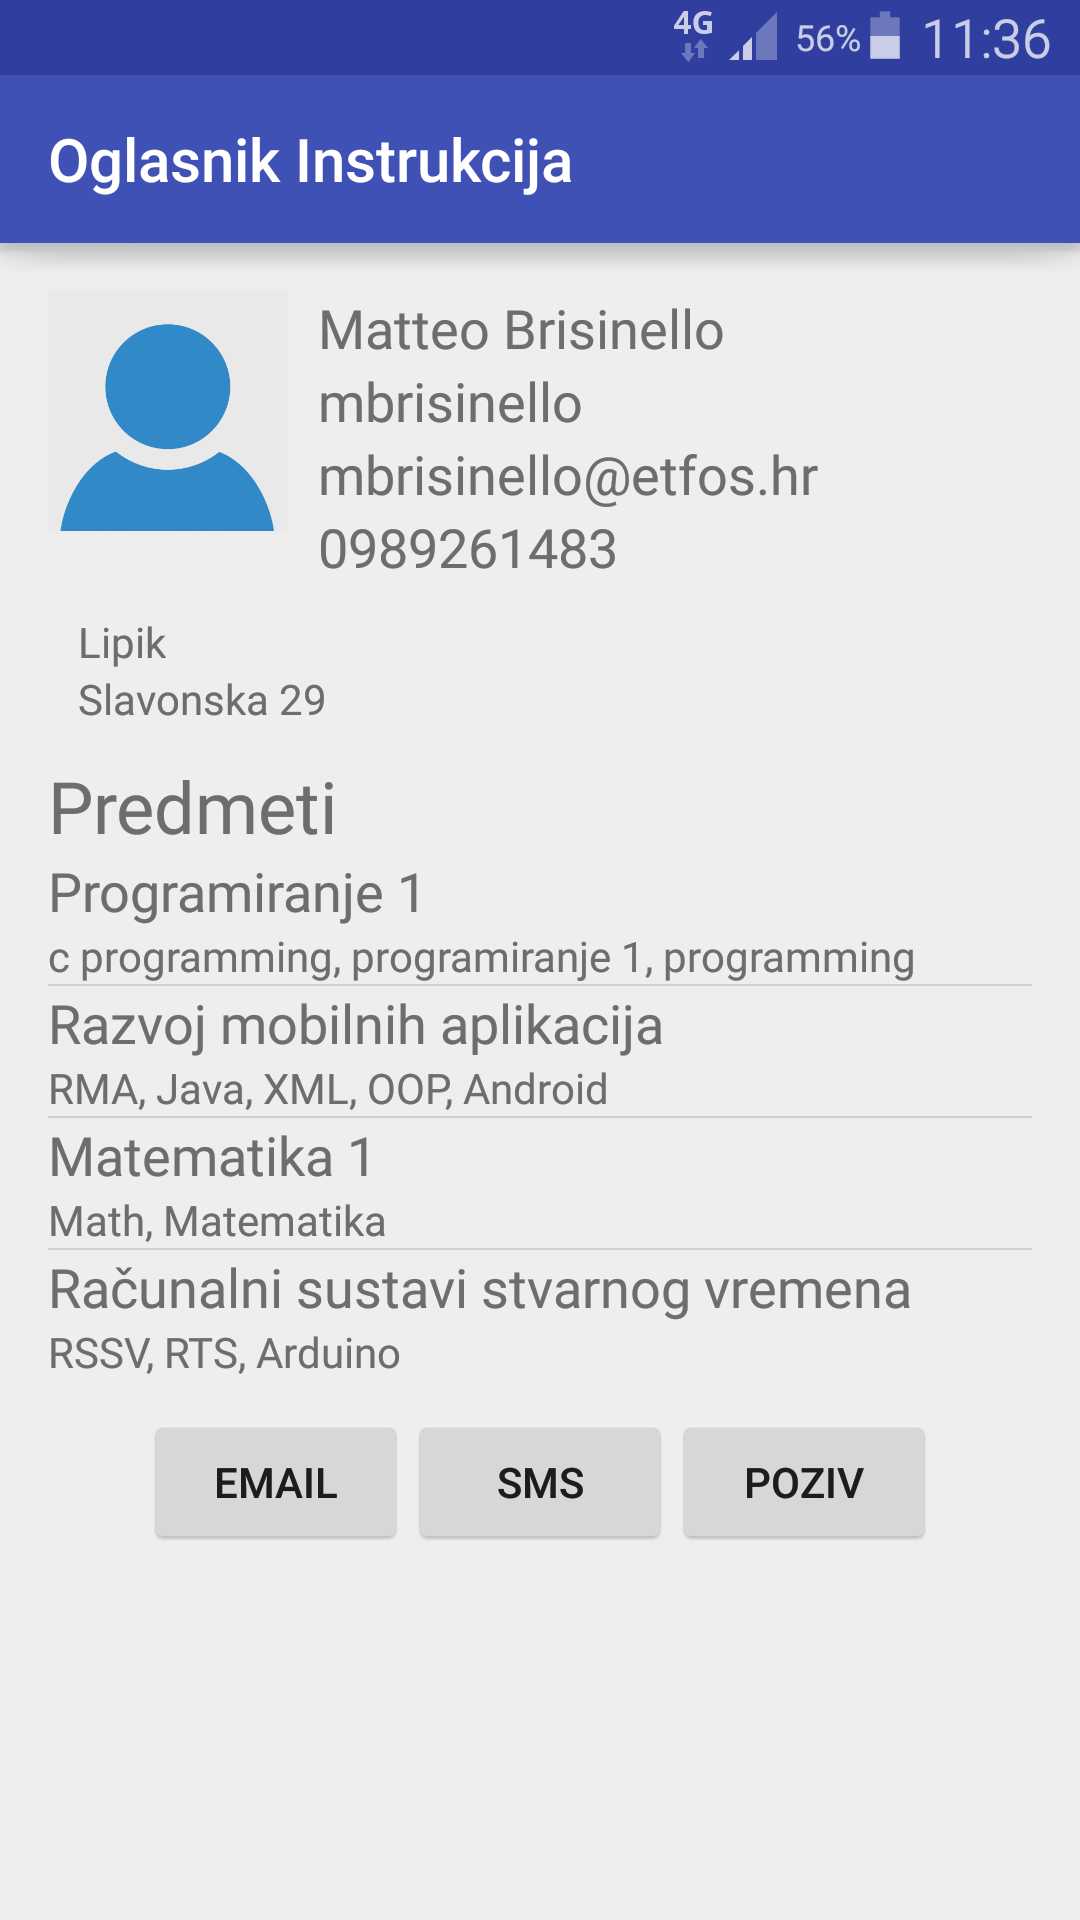 4G 56% 11:36
Oglasnik Instrukcija
Matteo Brisinello
mbrisinello
mbrisinello@etfos.hr
0989261483
Lipik
Slavonska 29
Predmeti
Programiranje 1
c programming, programiranje 1, programming
Razvoj mobilnih aplikacija
RMA, Java, XML, OOP, Android
Matematika 1
Math, Matematika
Računalni sustavi stvarnog vremena
RSSV, RTS, Arduino
EMAIL SMS POZIV